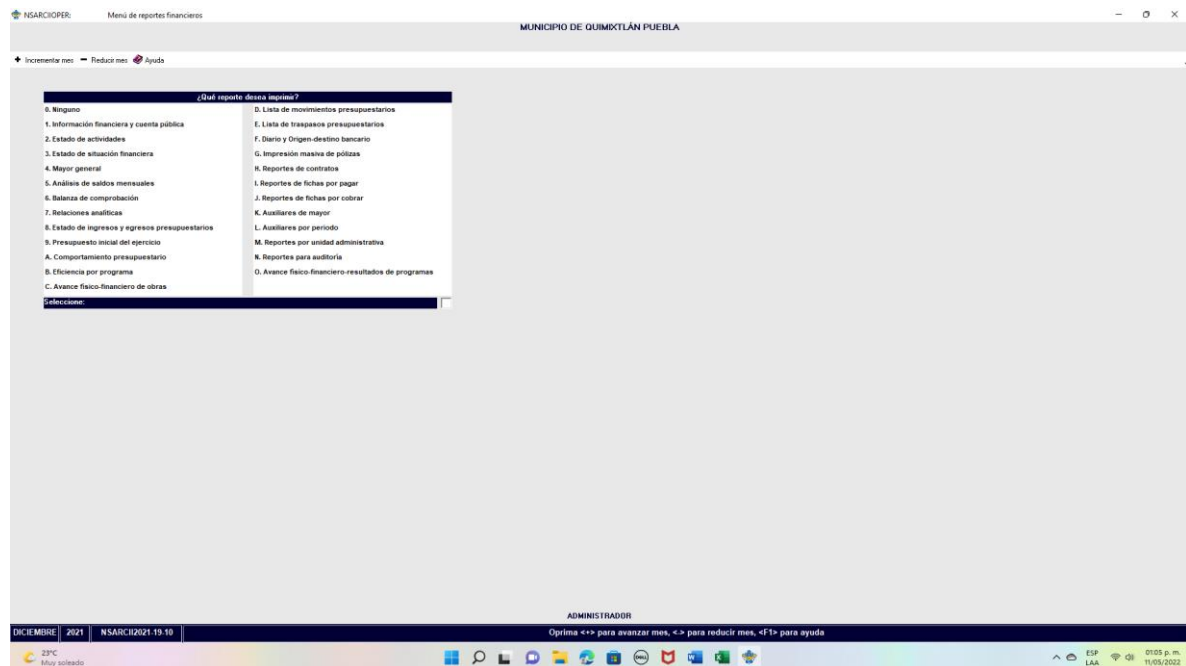 NSARCIIOPER: Menú de reportes financieros
MUNICIPIO DE QUIMIXTLÁN PUEBLA
Incrementar mes Reducir mes Ayuda
¿Qué reporte desea imprimir?
0. Ninguno
1. Información financiera y cuenta pública
2. Estado de actividades
3. Estado de situación financiera
4. Mayor general
5. Análisis de saldos mensuales
6. Balanza de comprobación
7. Relaciones analíticas
8. Estado de ingresos y egresos presupuestarios
9. Presupuesto inicial del ejercicio
A. Comportamiento presupuestario
B. Eficiencia por programa
C. Avance físico-financiero de obras
D. Lista de movimientos presupuestarios
E. Lista de traspasos presupuestarios
F. Diario y Origen-destino bancario
G. Impresión masiva de pólizas
H. Reportes de contratos
I. Reportes de fichas por pagar
J. Reportes de fichas por cobrar
K. Auxiliares de mayor
L. Auxiliares por periodo
M. Reportes por unidad administrativa
N. Reportes para auditoría
O. Avance físico-financiero-resultados de programas
Seleccione:
ADMINISTRADOR
DICIEMBRE 2021 NSARCII2021-19-10 Oprima <+> para avanzar mes, <-> para reducir mes, <F1> para ayuda
23°C
Muy soleado
DELL
ESP
LAA
01:05 p. m.
11/05/2022